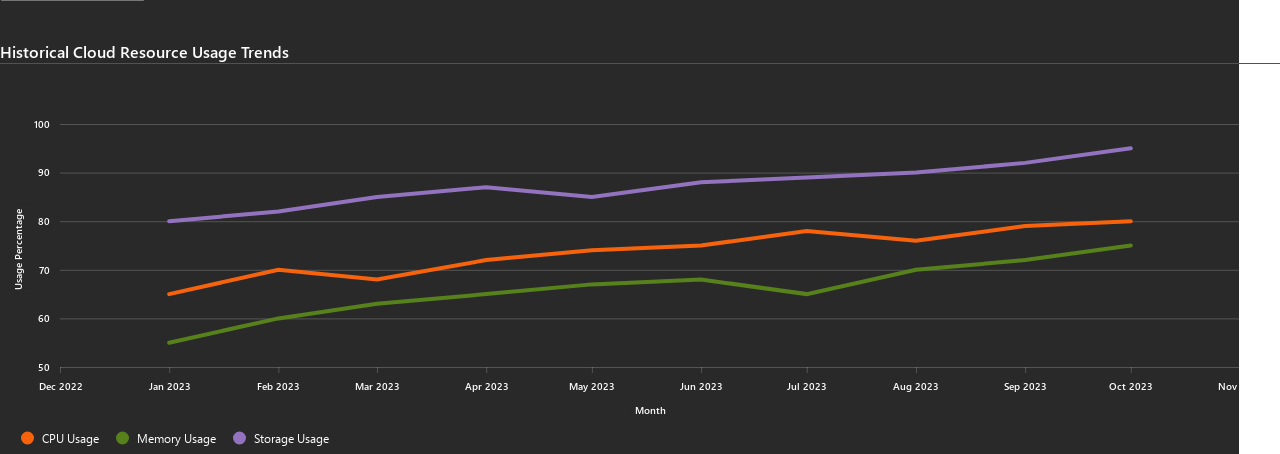 Historical Cloud Resource Usage Trends
100
90
80
70
60
50
Usage Percentage
Dec 2022 Jan 2023 Feb 2023 Mar 2023 Apr 2023 May 2023 Jun 2023 Jul 2023 Aug 2023 Sep 2023 Oct 2023 Nov
Month
CPU Usage Memory Usage Storage Usage